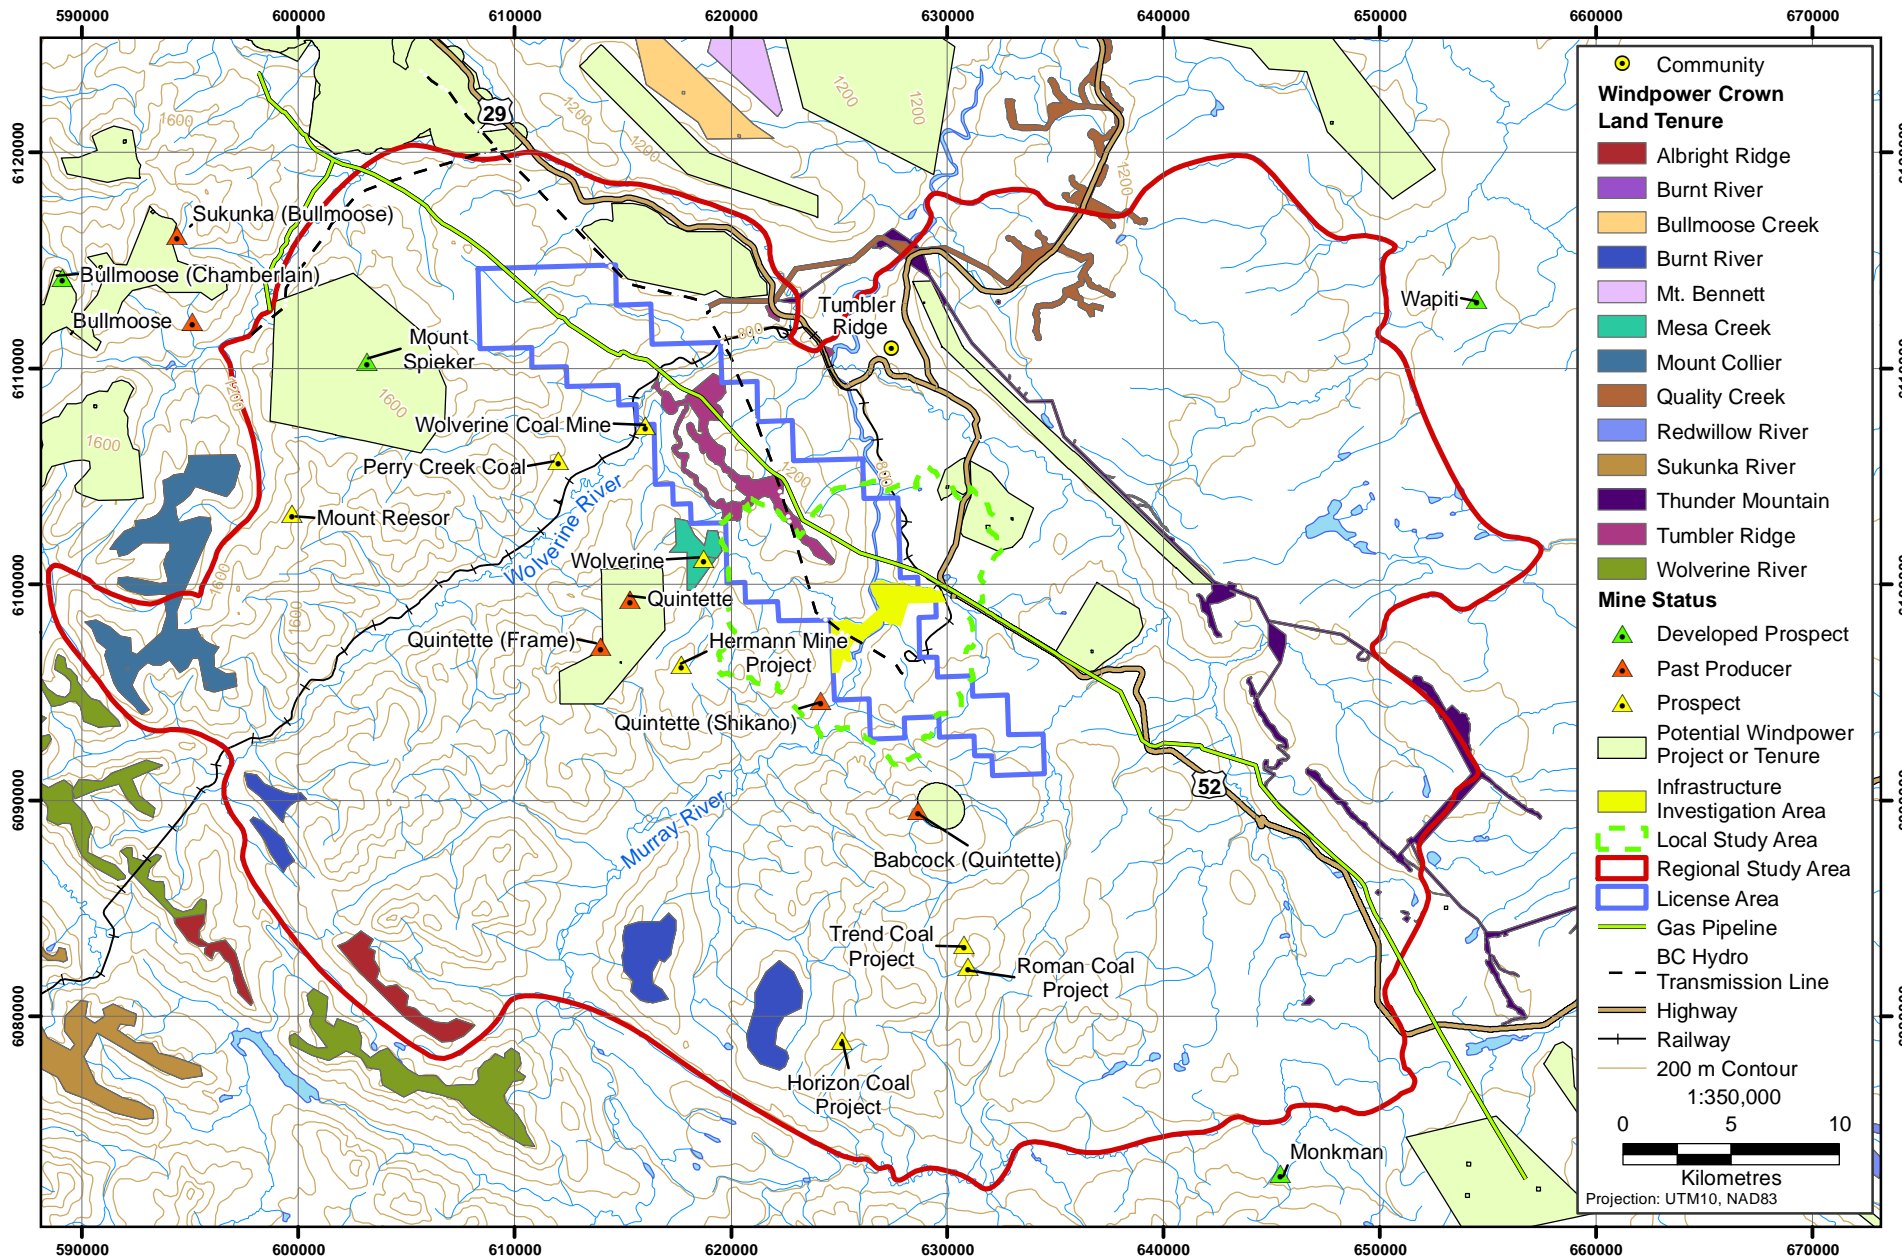 590000 600000 610000 620000 630000 640000 650000 660000 670000
6120000
6110000
6100000
6090000
6080000
29
1600
1200
1200
1200
1200
1200
Sukunka (Bullmoose)
Bullmoose (Chamberlain)
Bullmoose
Mount
Spieker
1200
1600
1600
Tumbler
Ridge
800
Wapiti
Wolverine Coal Mine
Perry Creek Coal
Mount Reesor
1200
800
Wolverine River
Wolverine
Quintette
1600
1600
Quintette (Frame)
Hermann Mine
Project
Quintette (Shikano)
52
Murray River
Babcock (Quintette)
Trend Coal
Project
Roman Coal
Project
Horizon Coal
Project
Monkman
Community
Windpower Crown
Land Tenure
Albright Ridge
Burnt River
Bullmoose Creek
Burnt River
Mt. Bennett
Mesa Creek
Mount Collier
Quality Creek
Redwillow River
Sukunka River
Thunder Mountain
Tumbler Ridge
Wolverine River
Mine Status
Developed Prospect
Past Producer
Prospect
Potential Windpower
Project or Tenure
Infrastructure
Investigation Area
Local Study Area
Regional Study Area
License Area
Gas Pipeline
BC Hydro
Transmission Line
Highway
Railway
200 m Contour
1:350,000
0 5 10
Kilometres
Projection: UTM10, NAD83
590000 600000 610000 620000 630000 640000 650000 660000 670000